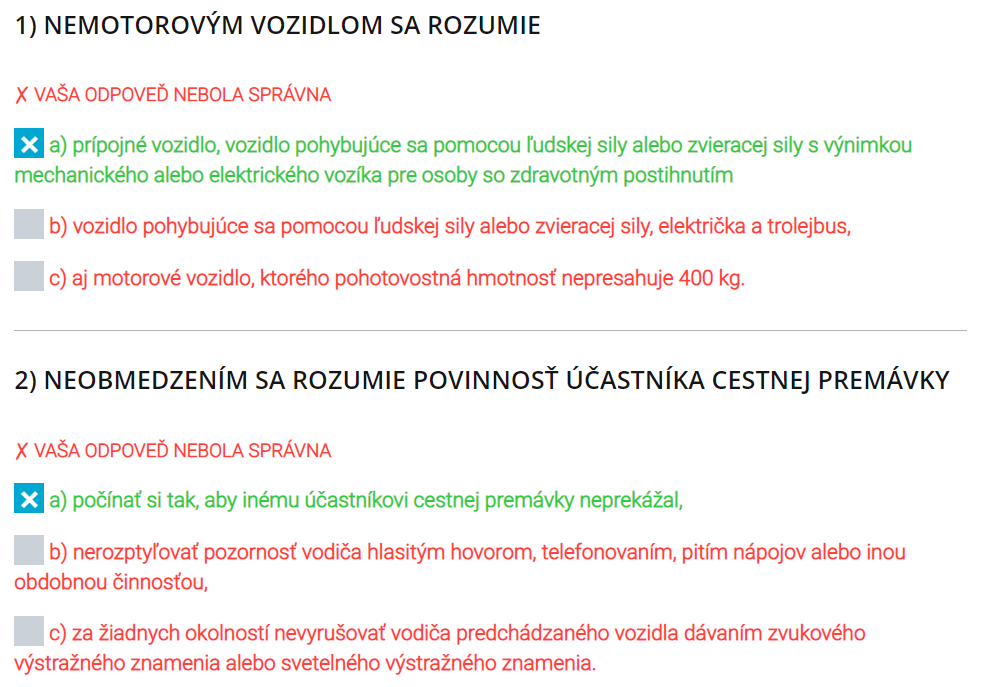 1) NEMOTOROVÝM VOZIDLOM SA ROZUMIE
✗ VAŠA ODPOVEĎ NEBOLA SPRÁVNA
a) prípojné vozidlo, vozidlo pohybujúce sa pomocou ľudskej sily alebo zvieracej sily s výnimkou
mechanického alebo elektrického vozíka pre osoby so zdravotným postihnutím
b) vozidlo pohybujúce sa pomocou ľudskej sily alebo zvieracej sily, električka a trolejbus,
c) aj motorové vozidlo, ktorého pohotovostná hmotnosť nepresahuje 400 kg.
2) NEOBMEDZENÍM SA ROZUMIE POVINNOSŤ ÚČASTNÍKA CESTNEJ PREMÁVKY
✗ VAŠA ODPOVEĎ NEBOLA SPRÁVNA
a) počínať si tak, aby inému účastníkovi cestnej premávky neprekážal,
b) nerozptyľovať pozornosť vodiča hlasitým hovorom, telefonovaním, pitím nápojov alebo inou
obdobnou činnosťou,
c) za žiadnych okolností nevyrušovať vodiča predchádzaného vozidla dávaním zvukového
výstražného znamenia alebo svetelného výstražného znamenia.